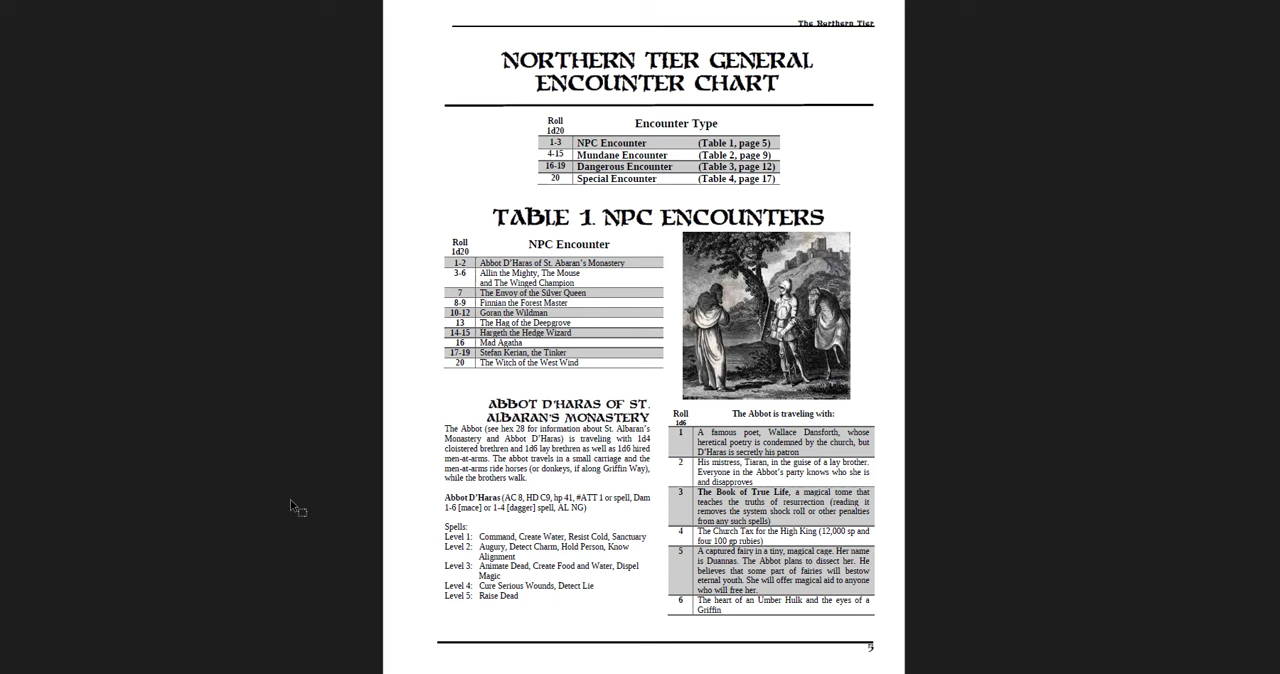 The Northern Tier
NORTHERN TIER GENERAL
ENCOUNTER CHART
Roll
1d20
Encounter Type
1-3 NPC Encounter (Table 1, page 5)
4-15 Mundane Encounter (Table 2, page 9)
16-19 Dangerous Encounter (Table 3, page 12)
20 Special Encounter (Table 4, page 17)
TABLE 1. NPC ENCOUNTERS
Roll
1d20
NPC Encounter
1-2 Abbot D'Haras of St. Abaran's Monastery
3-6 Allin the Mighty, The Mouse
and The Winged Champion
7 The Envoy of the Silver Queen
8-9 Finnian the Forest Master
10-12 Goran the Wildman
13 The Hag of the Deepgrove
14-15 Hargeth the Hedge Wizard
16 Mad Agatha
17-19 Stefan Kerian, the Tinker
20 The Witch of the West Wind
ABBOT D'HARAS OF ST.
ALBARAN'S MONASTERY
The Abbot (see hex 28 for information about St. Albaran's
Monastery and Abbot D'Haras) is traveling with 1d4
cloistered brethren and 1d6 lay brethren as well as 1d6 hired
men-at-arms. The abbot travels in a small carriage and the
men-at-arms ride horses (or donkeys, if along Griffin Way),
while the brothers walk.
Abbot D'Haras (AC 8, HD C9, hp 41, #ATT 1 or spell, Dam
1-6 [mace] or 1-4 [dagger] spell, AL NG)
Spells:
Level 1: Command, Create Water, Resist Cold, Sanctuary
Level 2: Augury, Detect Charm, Hold Person, Know
Alignment
Level 3: Animate Dead, Create Food and Water, Dispel
Magic
Level 4: Cure Serious Wounds, Detect Lie
Level 5: Raise Dead
Roll
1d6
The Abbot is traveling with:
1 A famous poet, Wallace Dansforth, whose
heretical poetry is condemned by the church, but
D'Haras is secretly his patron
2 His mistress, Tiaran, in the guise of a lay brother.
Everyone in the Abbot's party knows who she is
and disapproves
3 The Book of True Life, a magical tome that
teaches the truths of resurrection (reading it
removes the system shock roll or other penalties
from any such spells)
4 The Church Tax for the High King (12,000 sp and
four 100 gp rubies)
5 A captured fairy in a tiny, magical cage. Her name
is Duannas. The Abbot plans to dissect her. He
believes that some part of fairies will bestow
eternal youth. She will offer magical aid to anyone
who will free her.
6 The heart of an Umber Hulk and the eyes of a
Griffin
5